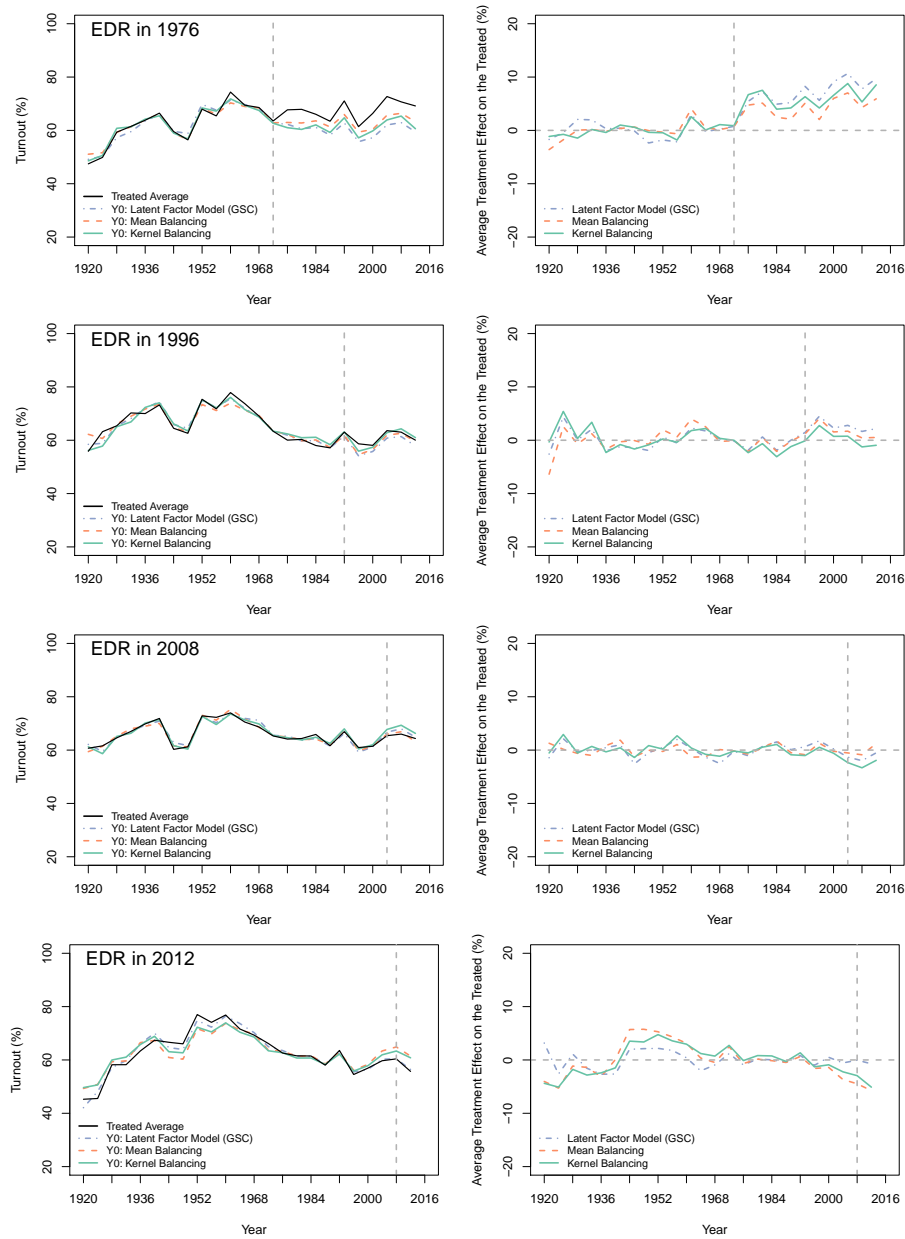 EDR in 1976
Turnout (%)
100
80
60
40
20
Treated Average
Y0: Latent Factor Model (GSC)
Y0: Mean Balancing
Y0: Kernel Balancing
1920 1936 1952 1968 1984 2000 2016
Year
Average Treatment Effect on the Treated (%)
20
10
0
−10
−20
Latent Factor Model (GSC)
Mean Balancing
Kernel Balancing
1920 1936 1952 1968 1984 2000 2016
Year
EDR in 1996
Turnout (%)
100
80
60
40
20
Treated Average
Y0: Latent Factor Model (GSC)
Y0: Mean Balancing
Y0: Kernel Balancing
1920 1936 1952 1968 1984 2000 2016
Year
Average Treatment Effect on the Treated (%)
20
10
0
−10
−20
Latent Factor Model (GSC)
Mean Balancing
Kernel Balancing
1920 1936 1952 1968 1984 2000 2016
Year
EDR in 2008
Turnout (%)
100
80
60
40
20
Treated Average
Y0: Latent Factor Model (GSC)
Y0: Mean Balancing
Y0: Kernel Balancing
1920 1936 1952 1968 1984 2000 2016
Year
Average Treatment Effect on the Treated (%)
20
10
0
−10
−20
Latent Factor Model (GSC)
Mean Balancing
Kernel Balancing
1920 1936 1952 1968 1984 2000 2016
Year
EDR in 2012
Turnout (%)
100
80
60
40
20
Treated Average
Y0: Latent Factor Model (GSC)
Y0: Mean Balancing
Y0: Kernel Balancing
1920 1936 1952 1968 1984 2000 2016
Year
Average Treatment Effect on the Treated (%)
20
10
0
−10
−20
Latent Factor Model (GSC)
Mean Balancing
Kernel Balancing
1920 1936 1952 1968 1984 2000 2016
Year